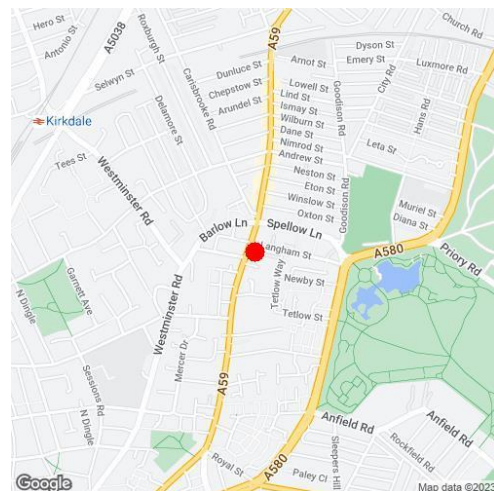 Hero St
Antonio St
A5038
Roxburgh St
A59
Church Rd
Dyson St
Emery St
Luxmore Rd
Arnot St
Dunluce St
Selwyn St
Chepstow St
Arundel St
Carisbrooke Rd
Delamore St
Lowell St
Lind St
Ismay St
Wilburn St
Dane St
Nimrod St
Andrew St
Goodison Rd
City Rd
Hans Rd
Leta St
Kirkdale
Tees St
Westminster Rd
Neston St
Eton St
Winslow St
Oxton St
Goodison Rd
Muriel St
Diana St
Barlow Ln
Spellow Ln
Langham St
A580
Priory Rd
Garnett Ave
N Dingle
Westminster Rd
Tetlow Way
Newby St
Tetlow St
Mercer Dr
Sessions Rd
N Dingle
A59
Anfield Rd
Anfield Rd
Rockfield Rd
Sleepers Hill
Royal St
A580
Paley Cl
Google
Map data ©2023